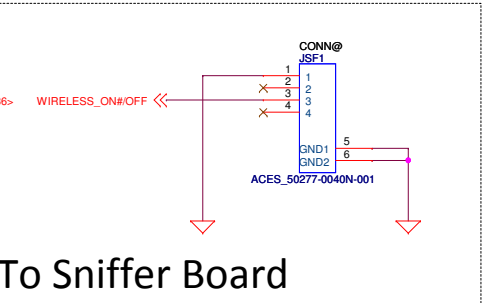 CONN@
JSF1
1 1
2 2
6> WIRELESS_ON#/OFF 3 3
4 4
GND1 5
GND2 6
ACES_50277-0040N-001
To Sniffer Board